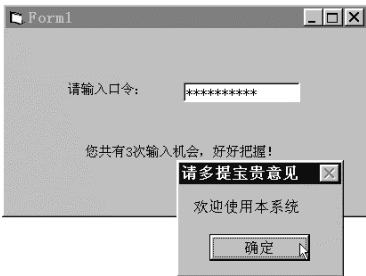 Form1
请输入口令:
**********
您共有3次输入机会，好好把握!
请多提宝贵意见
欢迎使用本系统
确定